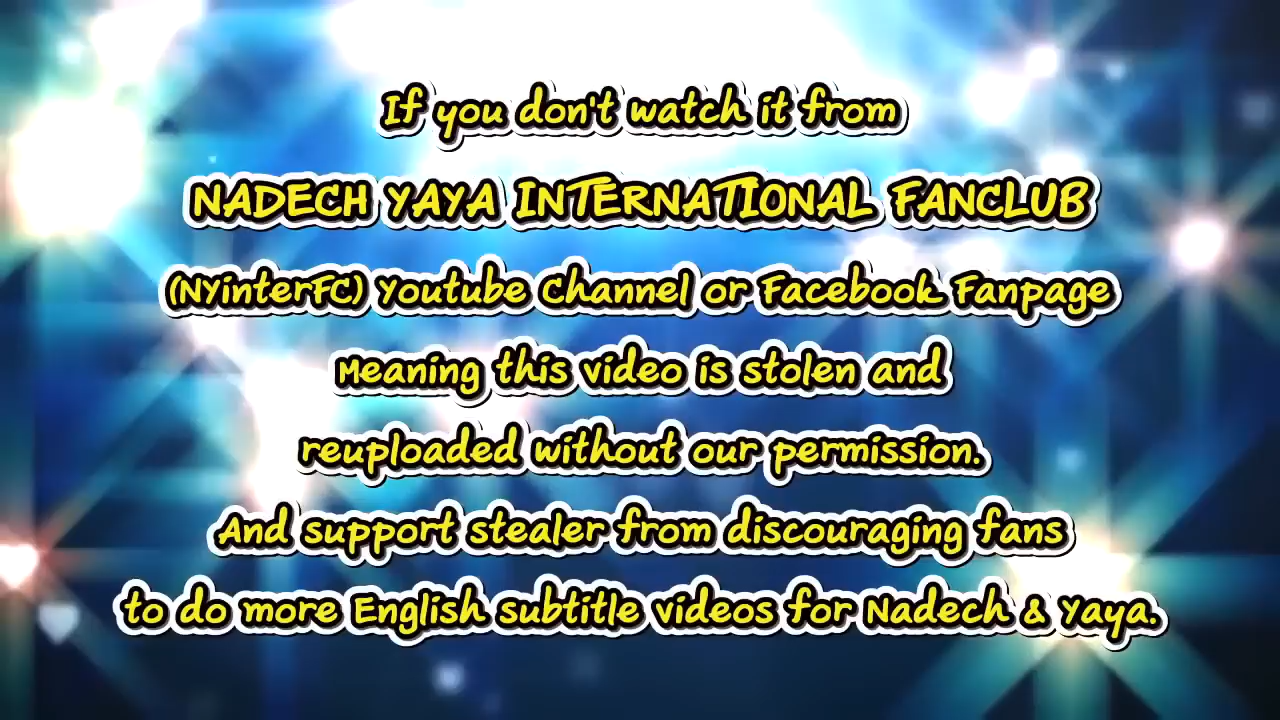 If you don't watch it from
NADECH YAYA INTERNATIONAL FANCLUB
(NYinterFC) Youtube Channel or Facebook Fanpage
Meaning this video is stolen and
reuploaded without our permission.
And support stealer from discouraging fans
to do more English subtitle videos for Nadech & Yaya.